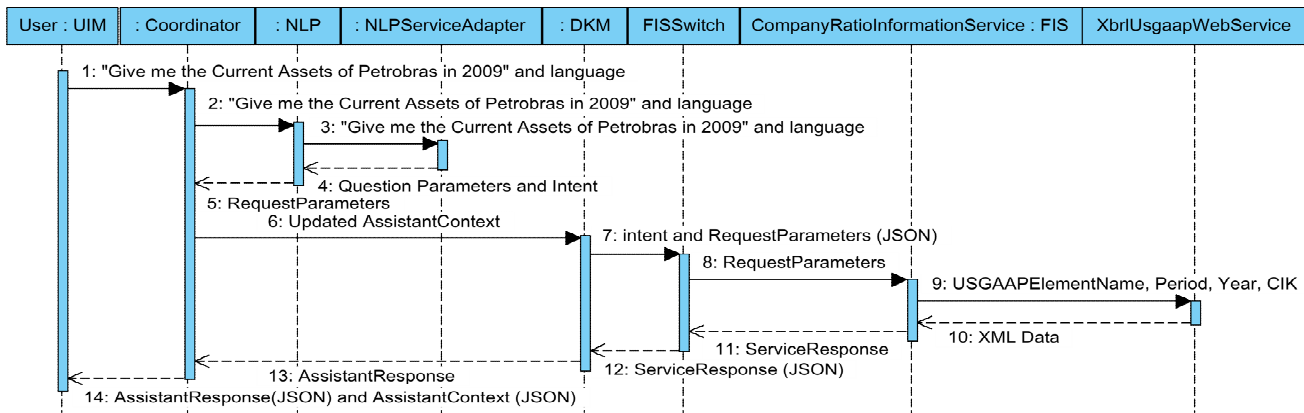 User : UIM
: Coordinator
: NLP
: NLPServiceAdapter
: DKM
FISSwitch
CompanyRatioInformationService : FIS
XbrlUsgaapWebService
1: "Give me the Current Assets of Petrobras in 2009" and language
2: "Give me the Current Assets of Petrobras in 2009" and language
3: "Give me the Current Assets of Petrobras in 2009" and language
4: Question Parameters and Intent
5: RequestParameters
6: Updated AssistantContext
7: intent and RequestParameters (JSON)
8: RequestParameters
9: USGAAPElementName, Period, Year, CIK
10: XML Data
11: ServiceResponse
12: ServiceResponse (JSON)
13: AssistantResponse
14: AssistantResponse(JSON) and AssistantContext (JSON)